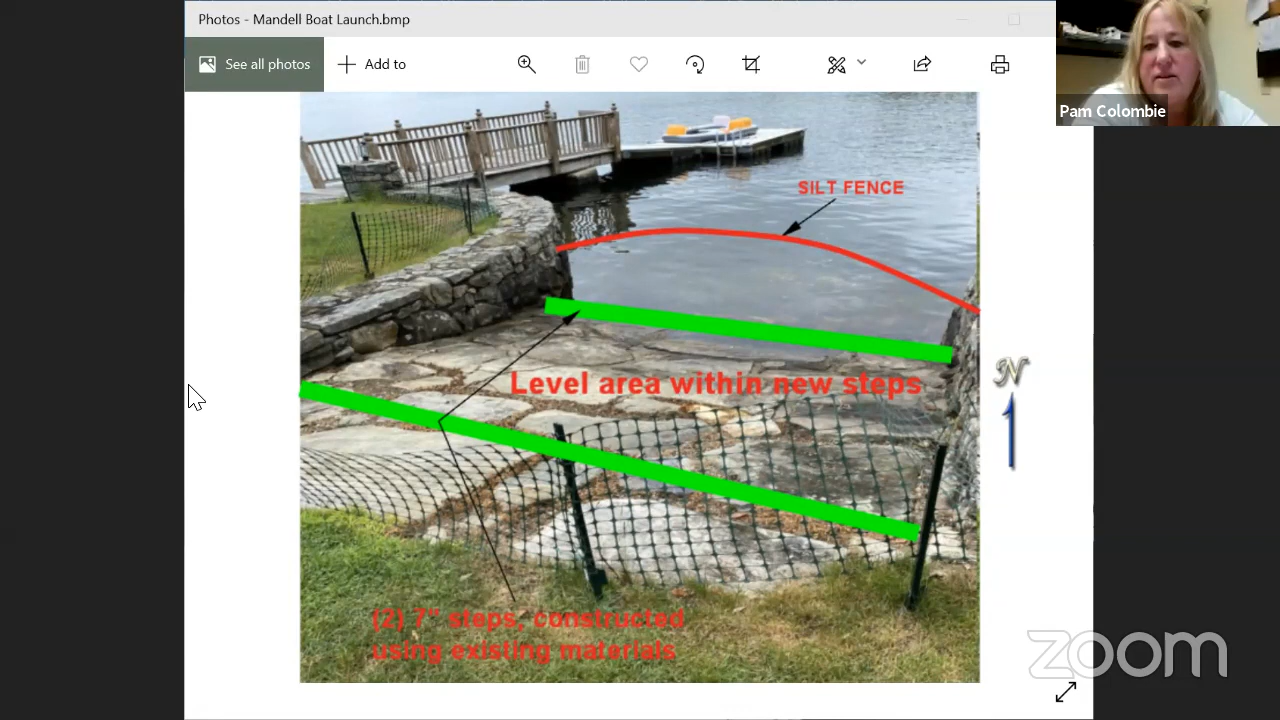 Photos - Mandell Boat Launch.bmp
See all photos
Add to
Pam Colombie
SILT FENCE
Level area within new steps
N
(2) 7" steps, constructed
using existing materials
zoom